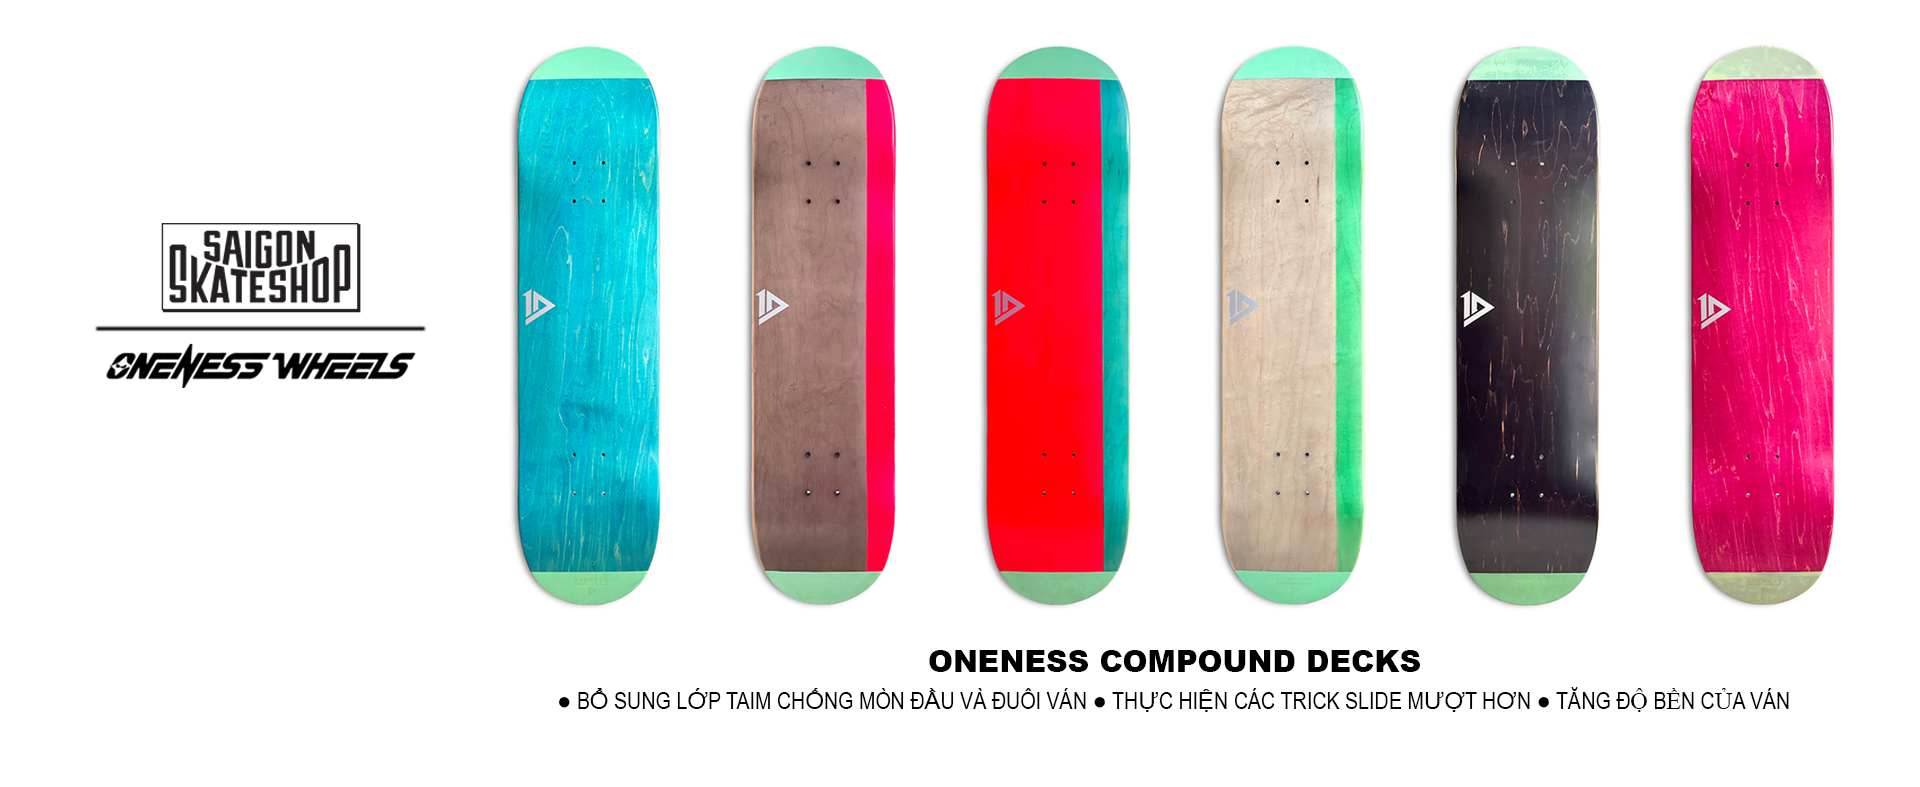 SAIGON
SKATESHOP
ONENESS WHEELS
ONENESS COMPOUND DECKS
● BỔ SUNG LỚP TAIM CHỐNG MÒN ĐẦU VÀ ĐUÔI VÁN ● THỰC HIỆN CÁC TRICK SLIDE MƯỢT HƠN ● TĂNG ĐỘ BỀN CỦA VÁN